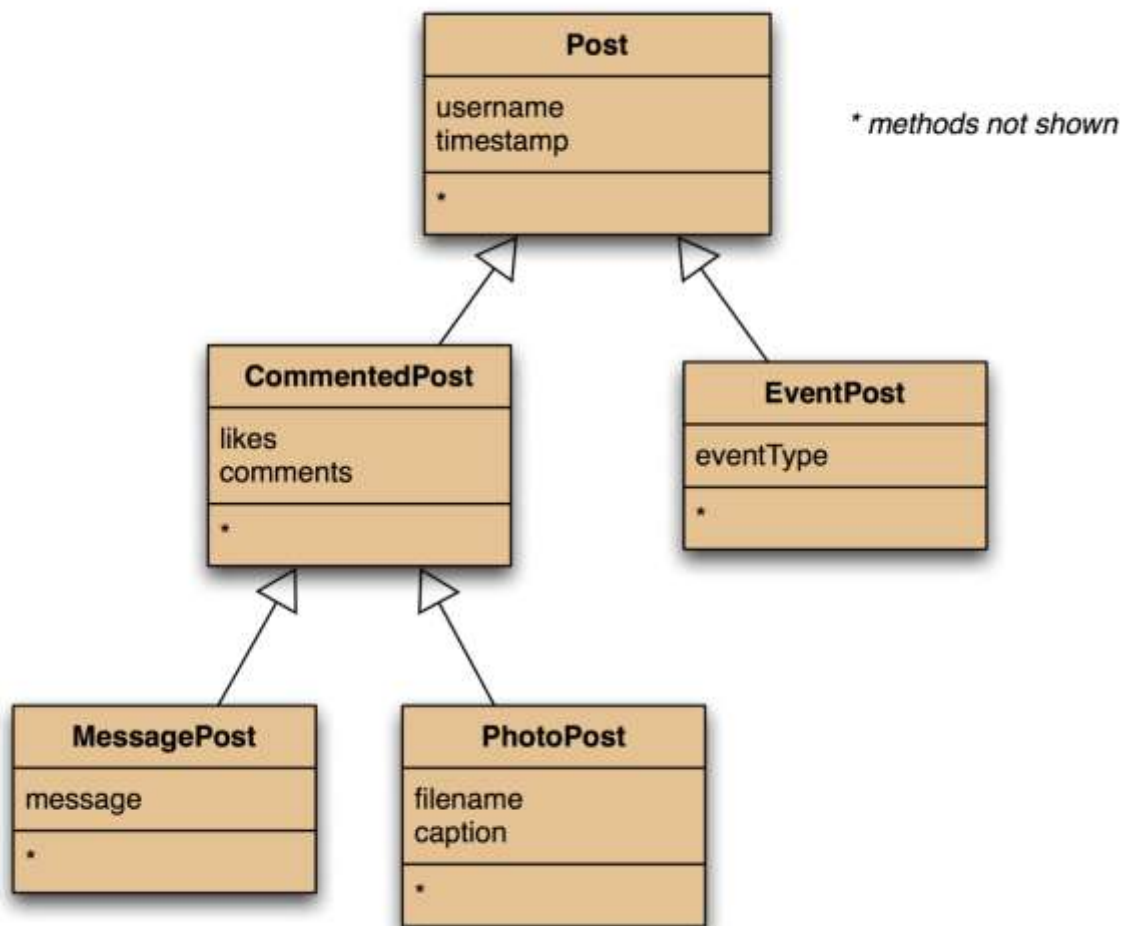 Post
username
timestamp
*
* methods not shown
CommentedPost
likes
comments
*
EventPost
eventType
*
MessagePost
message
*
PhotoPost
filename
caption
*